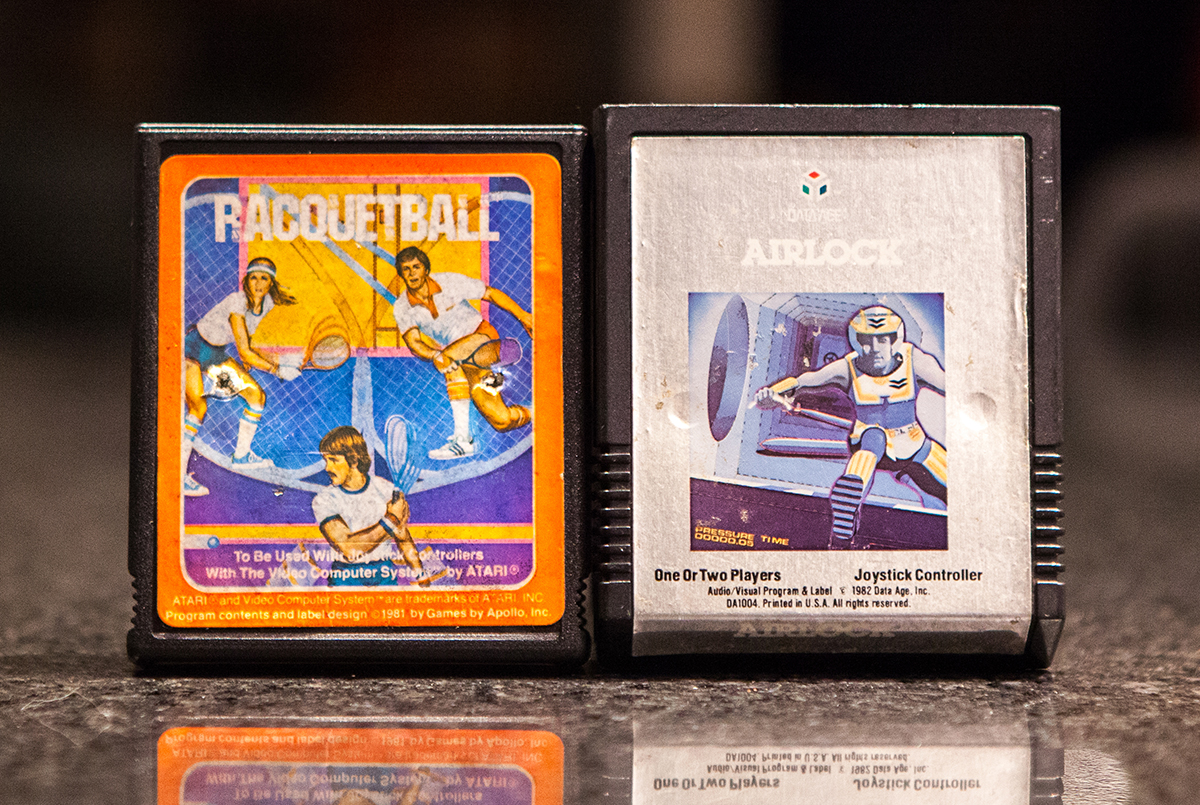 RACQUETBALL
To Be Used With Joystick Controllers
With The Video Computer System™ by ATARI®
ATARI® and Video Computer System™ are trademarks of ATARI, INC.
Program contents and label design ©1981 by Games by Apollo, Inc.
DATA AGE
AIRLOCK
PRESSURE TIME
00000.05
One Or Two Players Joystick Controller
Audio/Visual Program & Label © 1982 Data Age, Inc.
DA1004. Printed in U.S.A. All rights reserved.
AIRLOCK